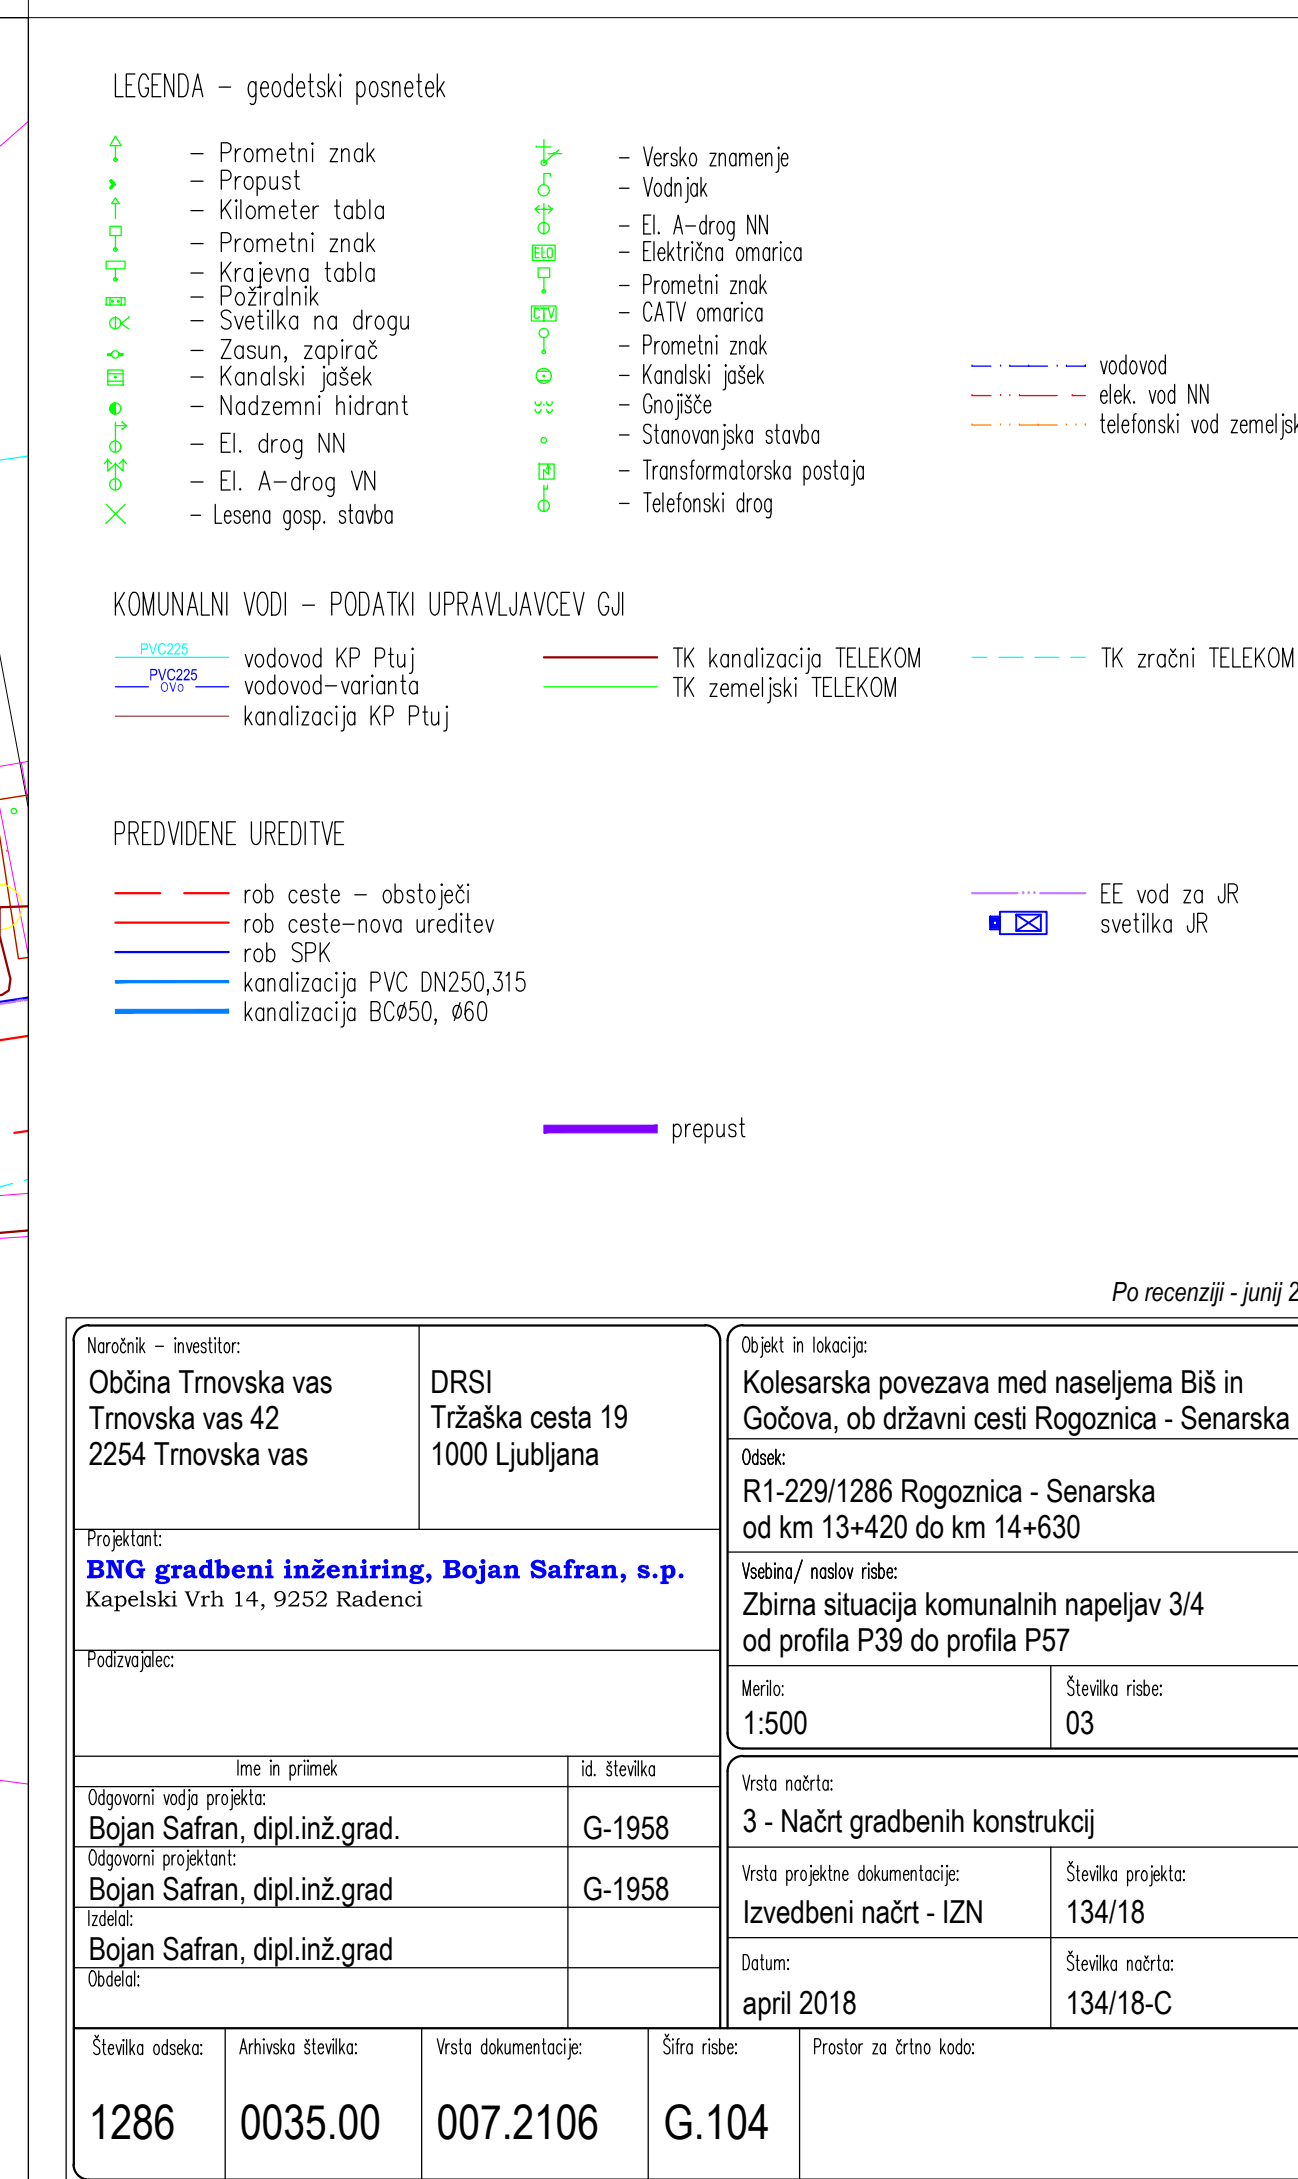 LEGENDA – geodetski posnetek
– Prometni znak
– Propust
– Kilometer tabla
– Prometni znak
– Krajevna tabla
– Požiralnik
– Svetilka na drogu
– Zasun, zapirač
– Kanalski jašek
– Nadzemni hidrant
– El. drog NN
– El. A–drog VN
– Lesena gosp. stavba
– Versko znamenje
– Vodnjak
– El. A–drog NN
ELO – Električna omarica
– Prometni znak
CTV – CATV omarica
– Prometni znak
– Kanalski jašek
– Gnojišče
– Stanovanjska stavba
– Transformatorska postaja
– Telefonski drog
vodovod
elek. vod NN
telefonski vod zemeljsk
KOMUNALNI VODI – PODATKI UPRAVLJAVCEV GJI
PVC225 vodovod KP Ptuj
PVC225 OVo vodovod–varianta
kanalizacija KP Ptuj
TK kanalizacija TELEKOM
TK zemeljski TELEKOM
TK zračni TELEKOM
PREDVIDENE UREDITVE
rob ceste – obstoječi
rob ceste–nova ureditev
rob SPK
kanalizacija PVC DN250,315
kanalizacija BCø50, ø60
EE vod za JR
svetilka JR
prepust
Po recenziji - junij 2
Naročnik – investitor:
Občina Trnovska vas
Trnovska vas 42
2254 Trnovska vas
DRSI
Tržaška cesta 19
1000 Ljubljana
Projektant:
BNG gradbeni inženiring, Bojan Safran, s.p.
Kapelski Vrh 14, 9252 Radenci
Podizvajalec:
Ime in priimek
id. številka
Odgovorni vodja projekta:
Bojan Safran, dipl.inž.grad.
G-1958
Odgovorni projektant:
Bojan Safran, dipl.inž.grad
G-1958
Izdelal:
Bojan Safran, dipl.inž.grad
Obdelal:
Objekt in lokacija:
Kolesarska povezava med naseljema Biš in
Gočova, ob državni cesti Rogoznica - Senarska
Odsek:
R1-229/1286 Rogoznica - Senarska
od km 13+420 do km 14+630
Vsebina/ naslov risbe:
Zbirna situacija komunalnih napeljav 3/4
od profila P39 do profila P57
Merilo:
1:500
Številka risbe:
03
Vrsta načrta:
3 - Načrt gradbenih konstrukcij
Vrsta projektne dokumentacije:
Izvedbeni načrt - IZN
Številka projekta:
134/18
Datum:
april 2018
Številka načrta:
134/18-C
Številka odseka:
1286
Arhivska številka:
0035.00
Vrsta dokumentacije:
007.2106
Šifra risbe:
G.104
Prostor za črtno kodo: